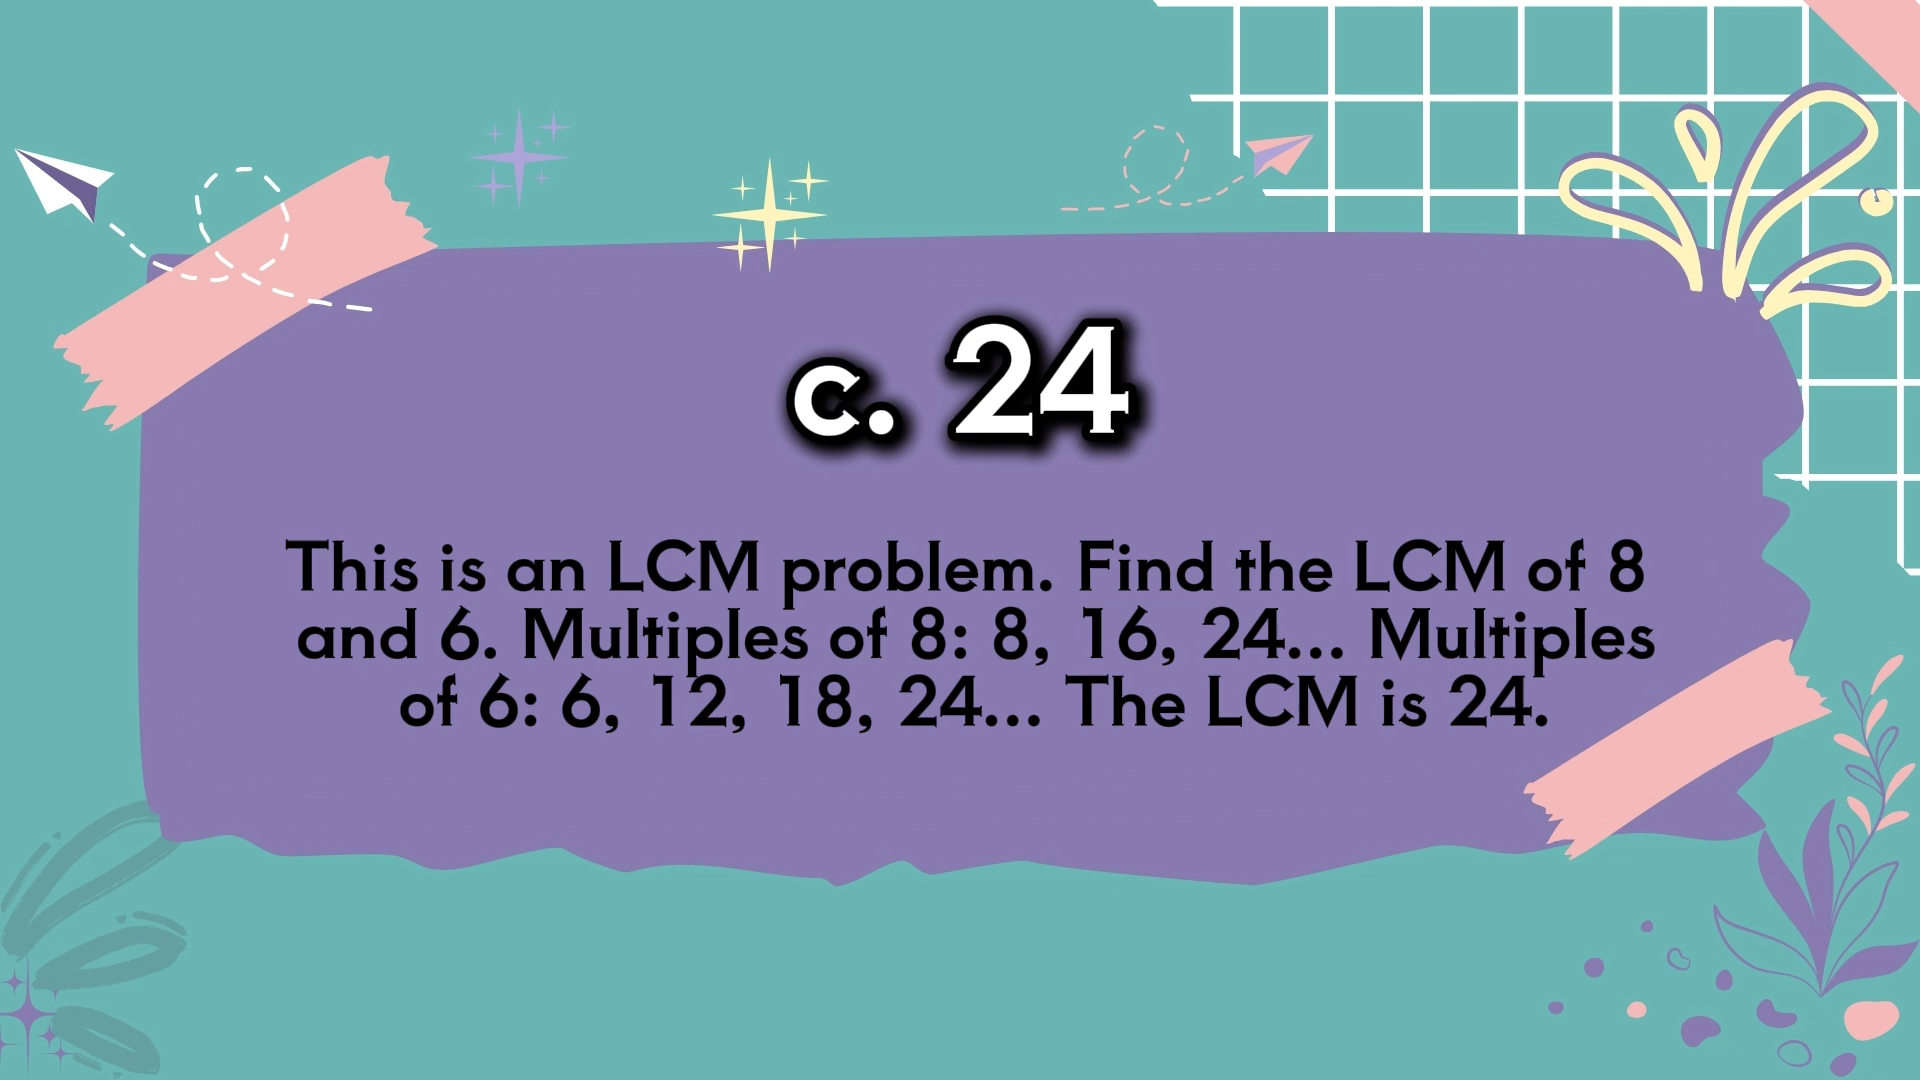 c. 24
This is an LCM problem. Find the LCM of 8
and 6. Multiples of 8: 8, 16, 24... Multiples
of 6: 6, 12, 18, 24... The LCM is 24.